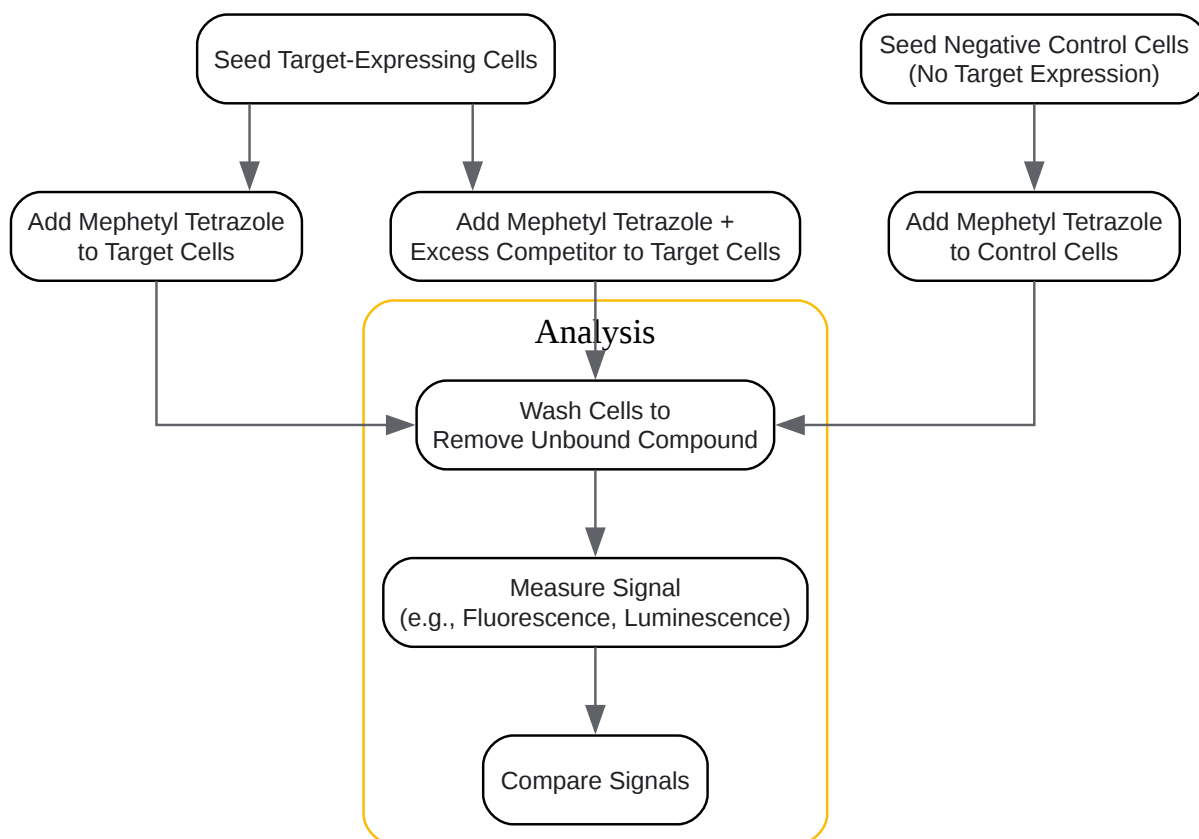 Seed Target-Expressing Cells
Seed Negative Control Cells
(No Target Expression)
Add Mephetyl Tetrazole
to Target Cells
Add Mephetyl Tetrazole +
Excess Competitor to Target Cells
Add Mephetyl Tetrazole
to Control Cells
Analysis
Wash Cells to
Remove Unbound Compound
Measure Signal
(e.g., Fluorescence, Luminescence)
Compare Signals